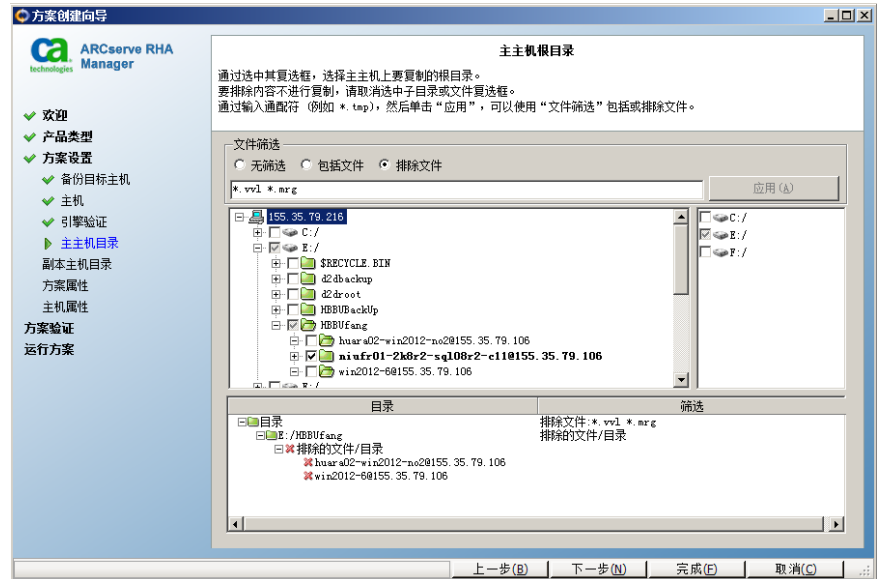 方案创建向导
ca
technologies
ARCserve RHA
Manager
欢迎
产品类型
方案设置
备份目标主机
主机
引擎验证
主主机目录
副本主机目录
方案属性
主机属性
方案验证
运行方案
主主机根目录
通过选中其复选框，选择主主机上要复制的根目录。
要排除内容不进行复制，请取消选中子目录或文件复选框。
通过输入通配符（例如 *.tmp），然后单击“应用”，可以使用“文件筛选”包括或排除文件。
文件筛选
无筛选 包括文件 排除文件
*.vvl *.mrg
应用(A)
155.35.79.216
C:/
E:/
$RECYCLE.BIN
d2dbackup
d2droot
HBBUBackUp
HBBUfang
huara02-win2012-no2@155.35.79.106
niufr01-2k8r2-sql08r2-cl1@155.35.79.106
win2012-6@155.35.79.106
F:/
C:/
E:/
F:/
目录 筛选
目录 排除文件:*.vvl *.mrg
E:/HBBUfang 排除的文件/目录
排除的文件/目录
huara02-win2012-no2@155.35.79.106
win2012-6@155.35.79.106
上一步(B) 下一步(N) 完成(F) 取消(C)